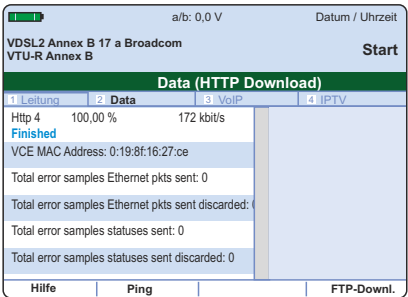 a/b: 0,0 V Datum / Uhrzeit
VDSL2 Annex B 17 a Broadcom
VTU-R Annex B
Start
Data (HTTP Download)
1 Leitung 2 Data 3 VoIP 4 IPTV
Http 4 100,00 % 172 kbit/s
Finished
VCE MAC Address: 0:19:8f:16:27:ce
Total error samples Ethernet pkts sent: 0
Total error samples Ethernet pkts sent discarded:
Total error samples statuses sent: 0
Total error samples statuses sent discarded: 0
Hilfe Ping FTP-Downl.